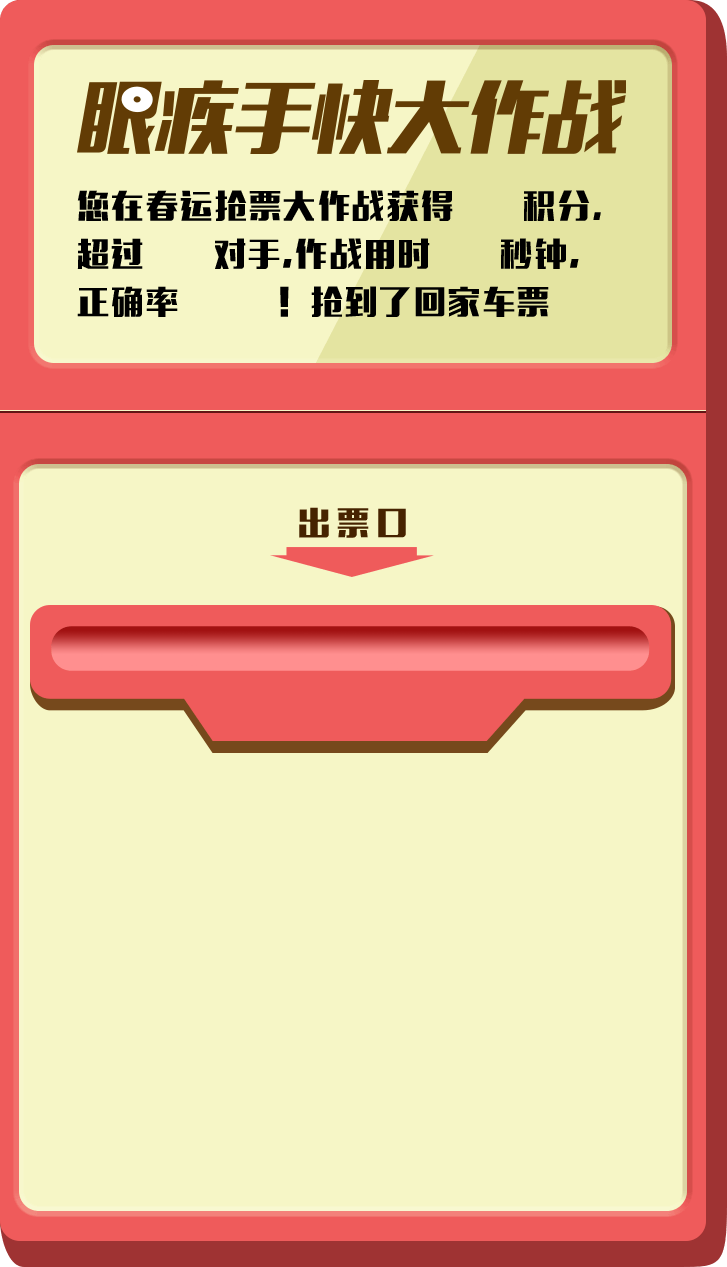 眼疾手快大作战
您在春运抢票大作战获得 积分,
超过 对手,作战用时 秒钟,
正确率 ！抢到了回家车票
出票口